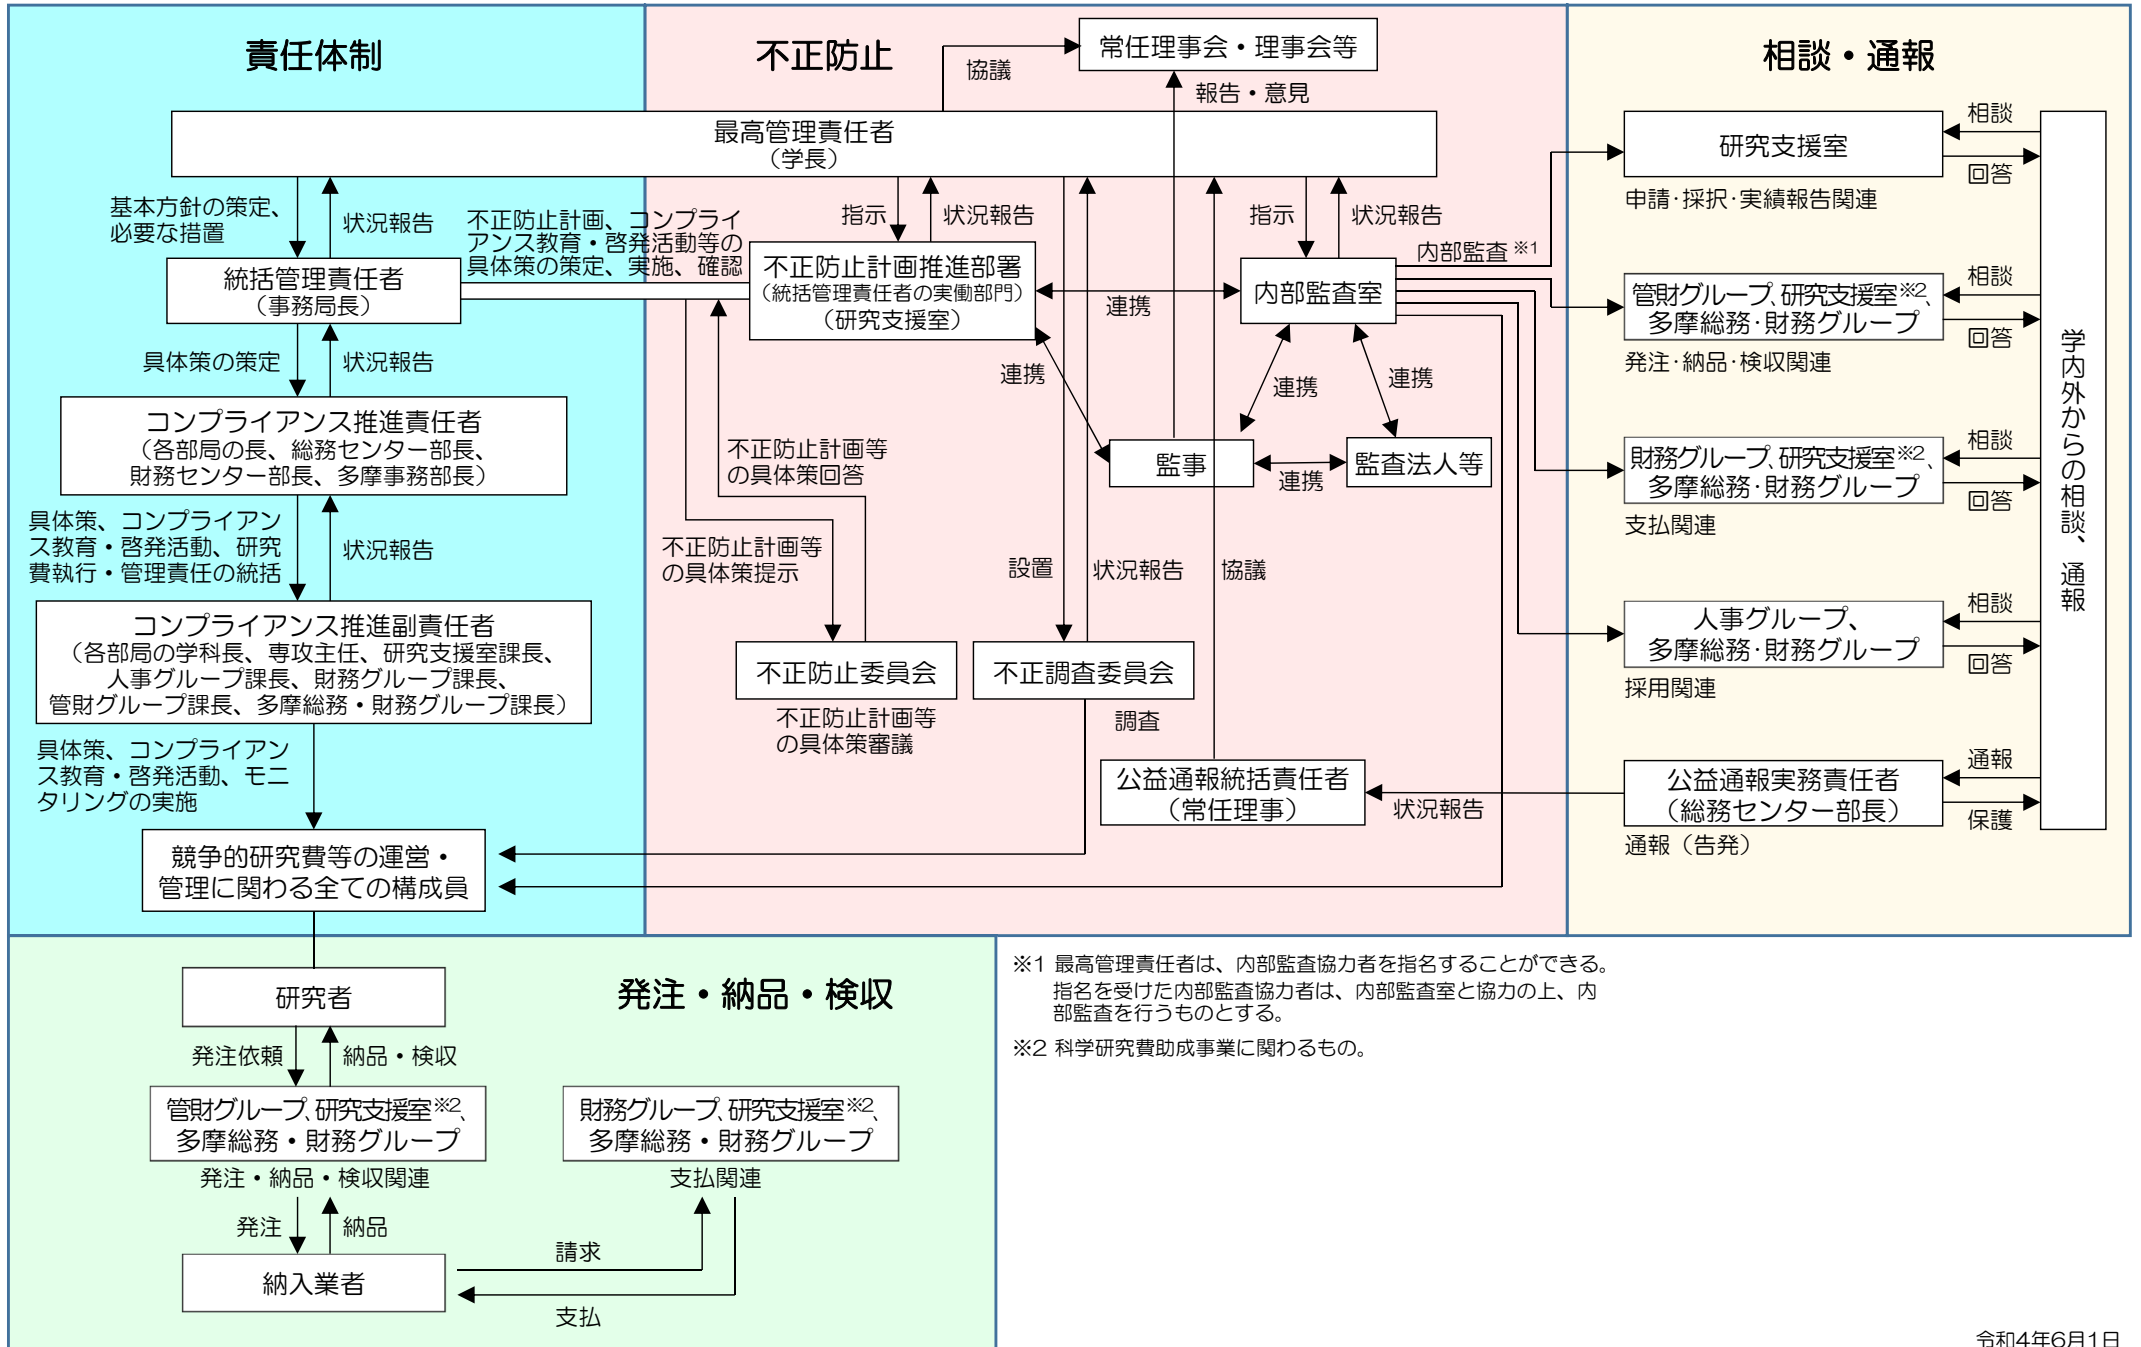 責任体制
不正防止
相談・通報
常任理事会・理事会等
協議
報告・意見
最高管理責任者
（学長）
基本方針の策定、
必要な措置
状況報告
不正防止計画、コンプライ
アンス教育・啓発活動等の
具体策の策定、実施、確認
指示
状況報告
指示
状況報告
内部監査※1
統括管理責任者
（事務局長）
不正防止計画推進部署
（統括管理責任者の実働部門）
（研究支援室）
連携
内部監査室
具体策の策定
状況報告
連携
連携
連携
コンプライアンス推進責任者
（各部局の長、総務センター部長、
財務センター部長、多摩事務部長）
不正防止計画等
の具体策回答
監事
連携
監査法人等
具体策、コンプライアン
ス教育・啓発活動、研究
費執行・管理責任の統括
状況報告
不正防止計画等
の具体策提示
設置
状況報告
協議
コンプライアンス推進副責任者
（各部局の学科長、専攻主任、研究支援室課長、
人事グループ課長、財務グループ課長、
管財グループ課長、多摩総務・財務グループ課長）
不正防止委員会
不正防止計画等
の具体策審議
不正調査委員会
調査
具体策、コンプライアン
ス教育・啓発活動、モニ
タリングの実施
公益通報統括責任者
（常任理事）
状況報告
競争的研究費等の運営・
管理に関わる全ての構成員
研究支援室
申請･採択･実績報告関連
相談
回答
管財グループ、研究支援室※2、
多摩総務･財務グループ
発注･納品･検収関連
相談
回答
財務グループ、研究支援室※2、
多摩総務･財務グループ
支払関連
相談
回答
人事グループ、
多摩総務･財務グループ
採用関連
相談
回答
公益通報実務責任者
（総務センター部長）
通報（告発）
通報
保護
学内外からの相談、通報
発注・納品・検収
研究者
発注依頼
納品・検収
管財グループ、研究支援室※2、
多摩総務・財務グループ
発注・納品・検収関連
発注
納品
納入業者
財務グループ、研究支援室※2、
多摩総務・財務グループ
支払関連
請求
支払
※1 最高管理責任者は、内部監査協力者を指名することができる。
指名を受けた内部監査協力者は、内部監査室と協力の上、内
部監査を行うものとする。
※2 科学研究費助成事業に関わるもの。
令和4年6月1日